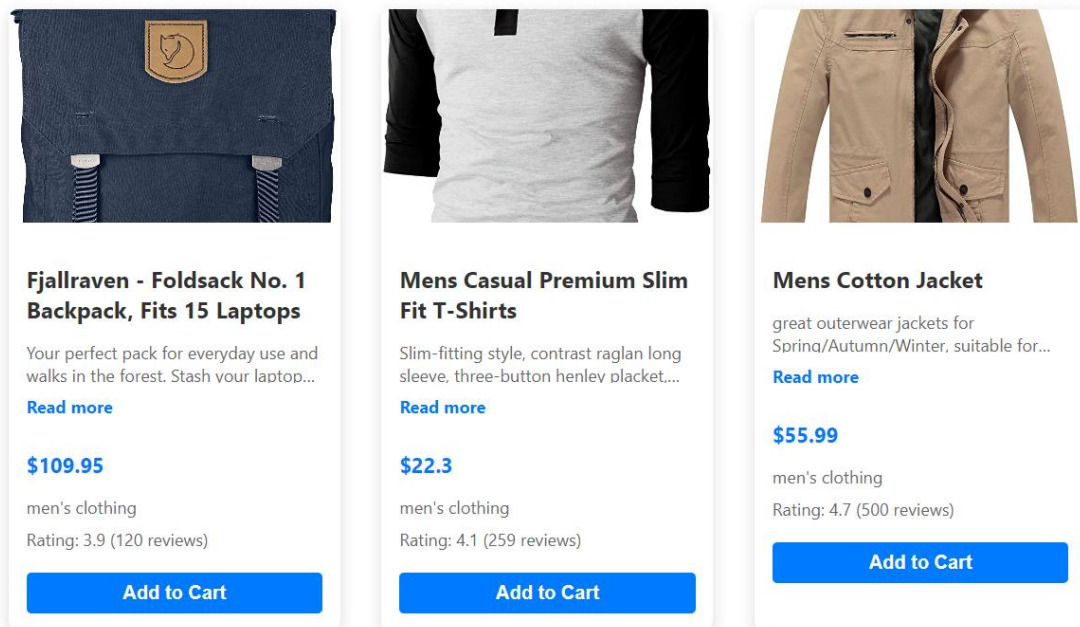 Fjallraven - Foldsack No. 1
Backpack, Fits 15 Laptops
Your perfect pack for everyday use and
walks in the forest. Stash your laptop...
Read more
$109.95
men's clothing
Rating: 3.9 (120 reviews)
Add to Cart
Mens Casual Premium Slim
Fit T-Shirts
Slim-fitting style, contrast raglan long
sleeve, three-button henley placket,...
Read more
$22.3
men's clothing
Rating: 4.1 (259 reviews)
Add to Cart
Mens Cotton Jacket
great outerwear jackets for
Spring/Autumn/Winter, suitable for...
Read more
$55.99
men's clothing
Rating: 4.7 (500 reviews)
Add to Cart